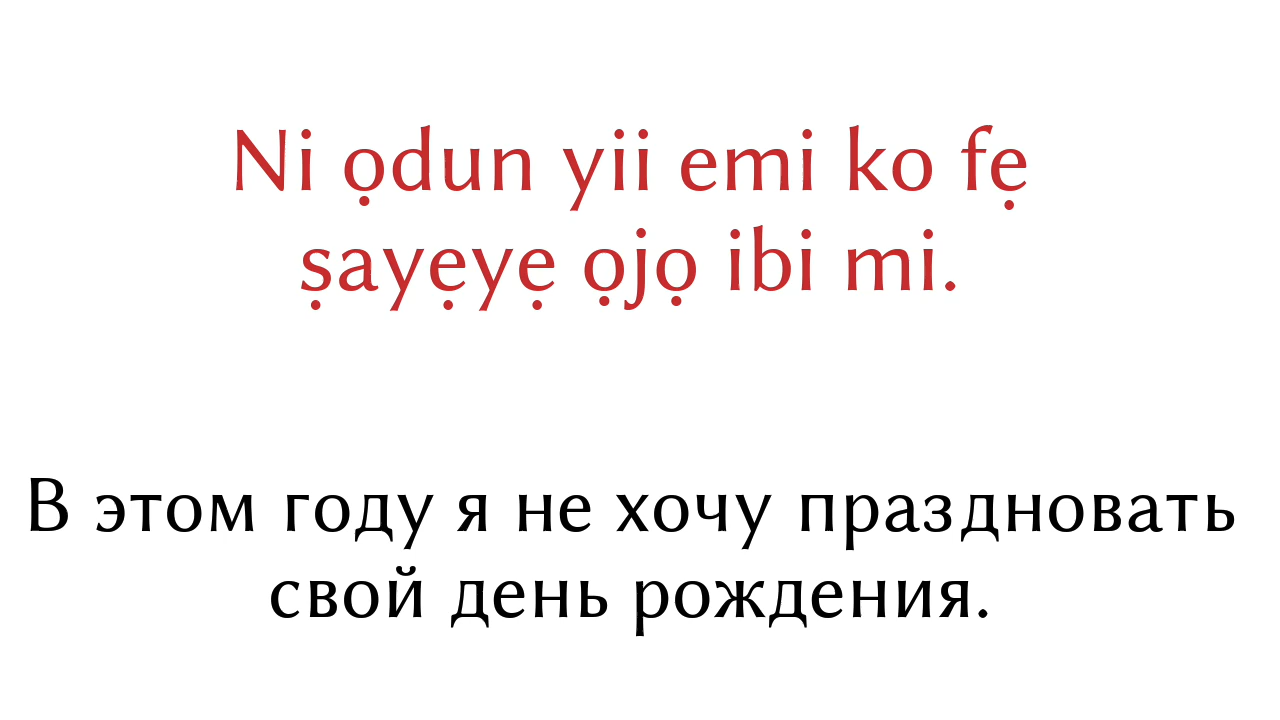 Ni ọdun yii emi ko fẹ
ṣayẹyẹ ọjọ ibi mi.
В этом году я не хочу праздновать
свой день рождения.